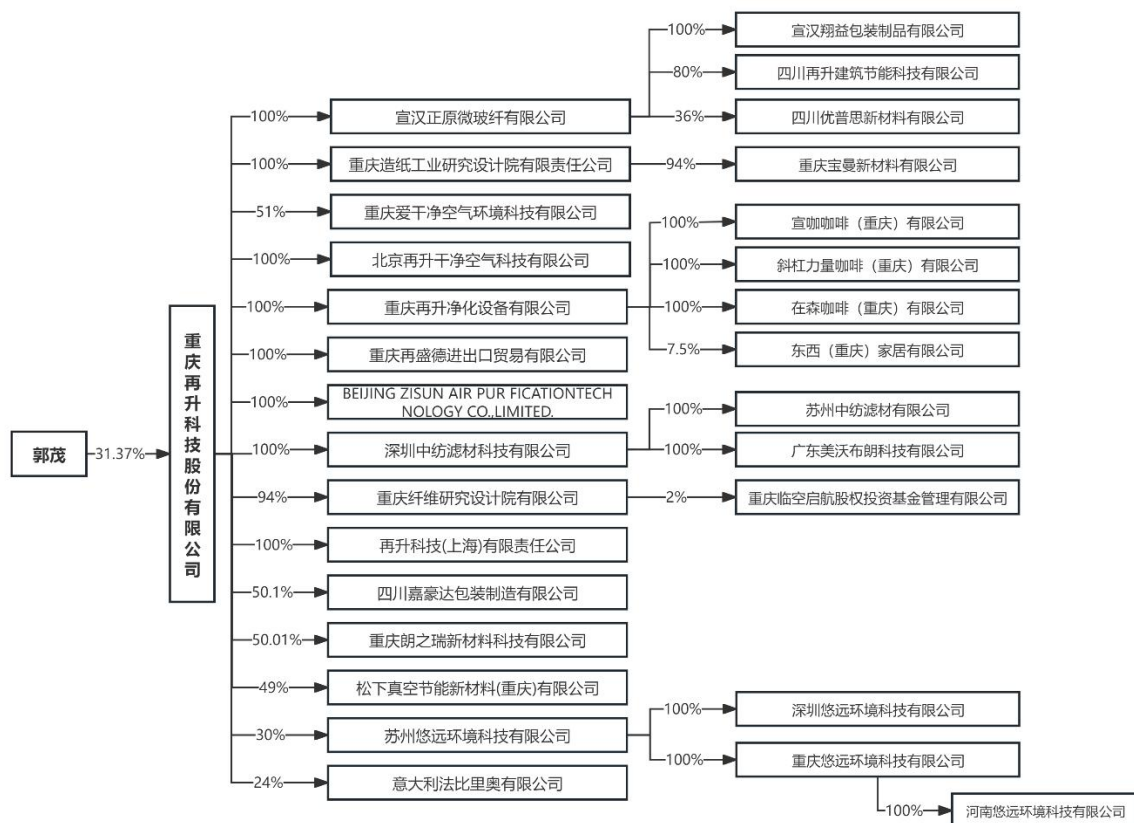 郭茂
31.37%
重庆再升科技股份有限公司
100%
宣汉正原微玻纤有限公司
100%
宣汉翔益包装制品有限公司
80%
四川再升建筑节能科技有限公司
36%
四川优普思新材料有限公司
100%
重庆造纸工业研究设计院有限责任公司
94%
重庆宝曼新材料有限公司
51%
重庆爱干净空气环境科技有限公司
100%
北京再升干净空气科技有限公司
100%
重庆再升净化设备有限公司
100%
宣咖咖啡（重庆）有限公司
100%
斜杠力量咖啡（重庆）有限公司
100%
在森咖啡（重庆）有限公司
7.5%
东西（重庆）家居有限公司
100%
重庆再盛德进出口贸易有限公司
100%
BEIJING ZISUN AIR PUR FICATIONTECH
NOLOGY CO.,LIMITED.
100%
深圳中纺滤材科技有限公司
100%
苏州中纺滤材有限公司
100%
广东美沃布朗科技有限公司
94%
重庆纤维研究设计院有限公司
2%
重庆临空启航股权投资基金管理有限公司
100%
再升科技(上海)有限责任公司
50.1%
四川嘉豪达包装制造有限公司
50.01%
重庆朗之瑞新材料科技有限公司
49%
松下真空节能新材料(重庆)有限公司
30%
苏州悠远环境科技有限公司
100%
深圳悠远环境科技有限公司
100%
重庆悠远环境科技有限公司
100%
河南悠远环境科技有限公司
24%
意大利法比里奥有限公司